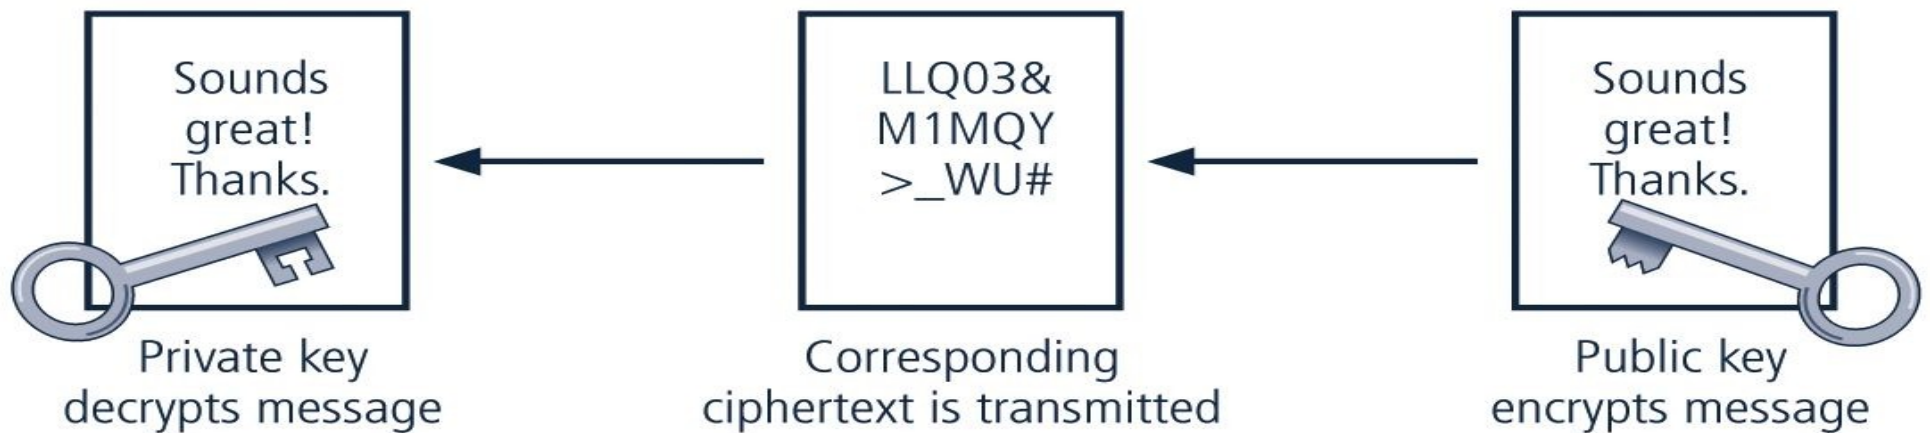 Sounds
great!
Thanks.
Private key
decrypts message
LLQ03&
M1MQY
>_WU#
Corresponding
ciphertext is transmitted
Sounds
great!
Thanks.
Public key
encrypts message